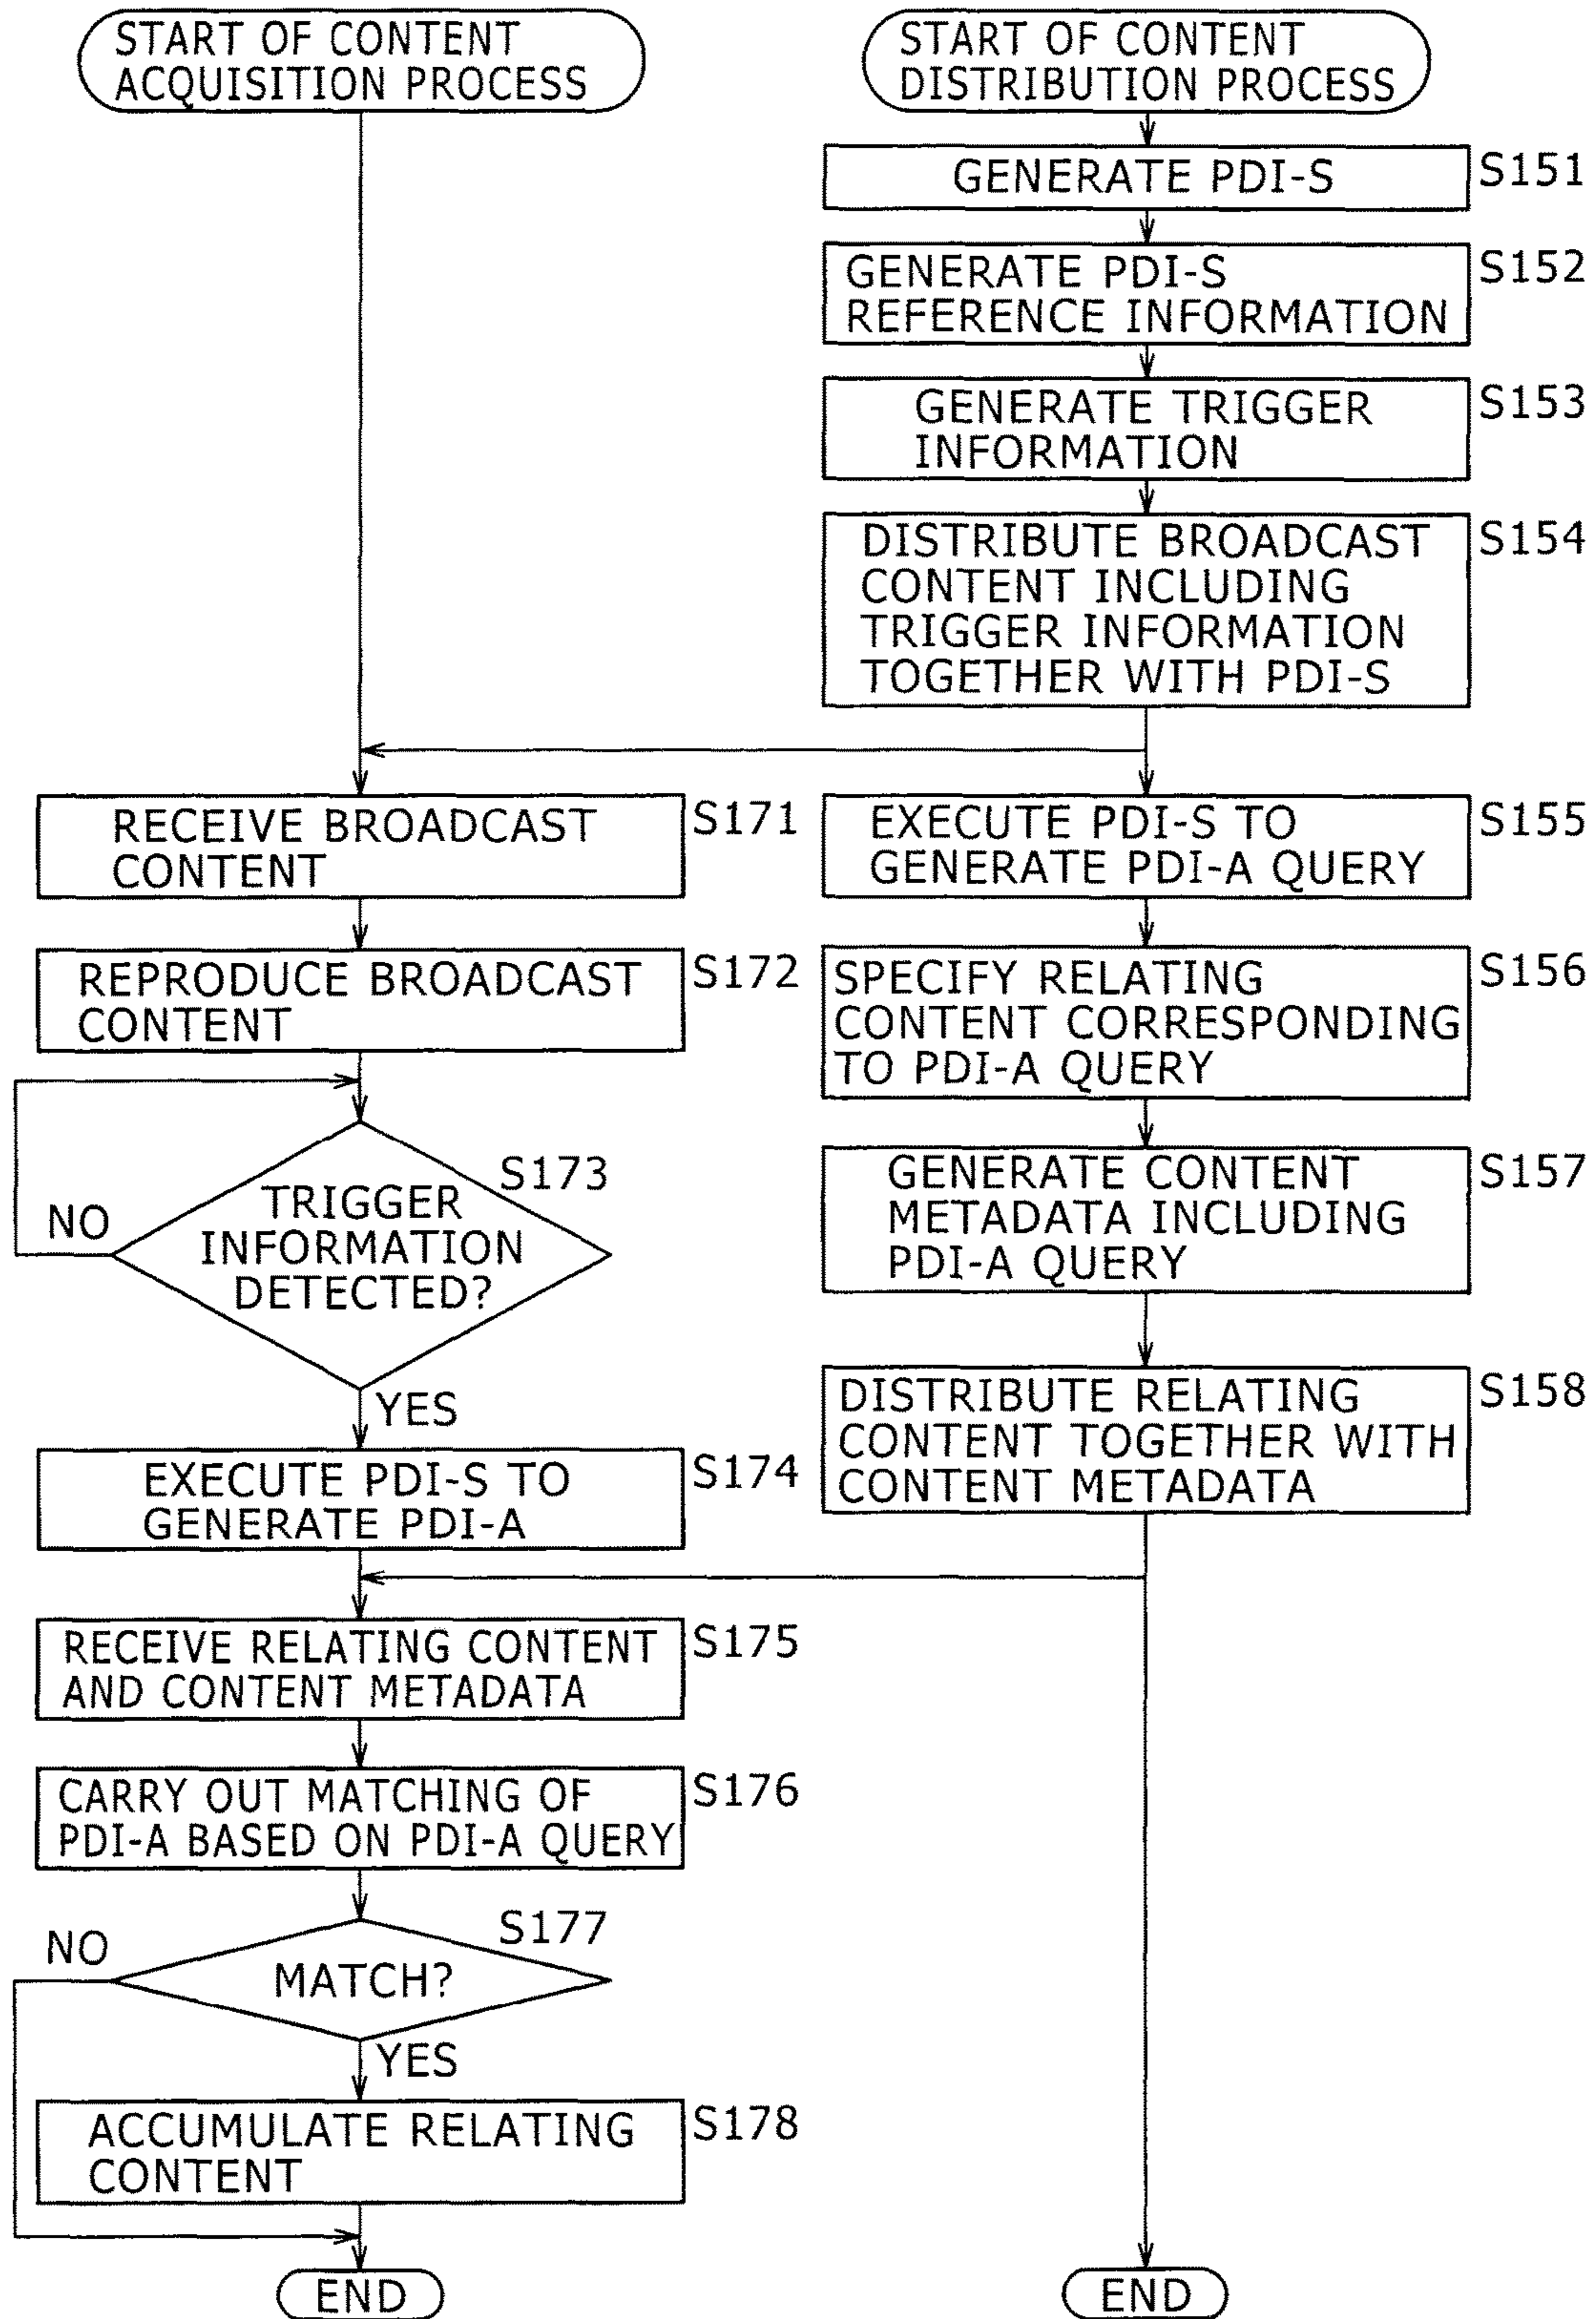 START OF CONTENT
ACQUISITION PROCESS
START OF CONTENT
DISTRIBUTION PROCESS
GENERATE PDI-S
S151
GENERATE PDI-S
REFERENCE INFORMATION
S152
GENERATE TRIGGER
INFORMATION
S153
DISTRIBUTE BROADCAST
CONTENT INCLUDING
TRIGGER INFORMATION
TOGETHER WITH PDI-S
S154
RECEIVE BROADCAST
CONTENT
S171
EXECUTE PDI-S TO
GENERATE PDI-A QUERY
S155
REPRODUCE BROADCAST
CONTENT
S172
SPECIFY RELATING
CONTENT CORRESPONDING
TO PDI-A QUERY
S156
S173
TRIGGER
INFORMATION
DETECTED?
NO
YES
GENERATE CONTENT
METADATA INCLUDING
PDI-A QUERY
S157
DISTRIBUTE RELATING
CONTENT TOGETHER WITH
CONTENT METADATA
S158
EXECUTE PDI-S TO
GENERATE PDI-A
S174
RECEIVE RELATING CONTENT
AND CONTENT METADATA
S175
CARRY OUT MATCHING OF
PDI-A BASED ON PDI-A QUERY
S176
S177
NO
MATCH?
YES
ACCUMULATE RELATING
CONTENT
S178
END
END